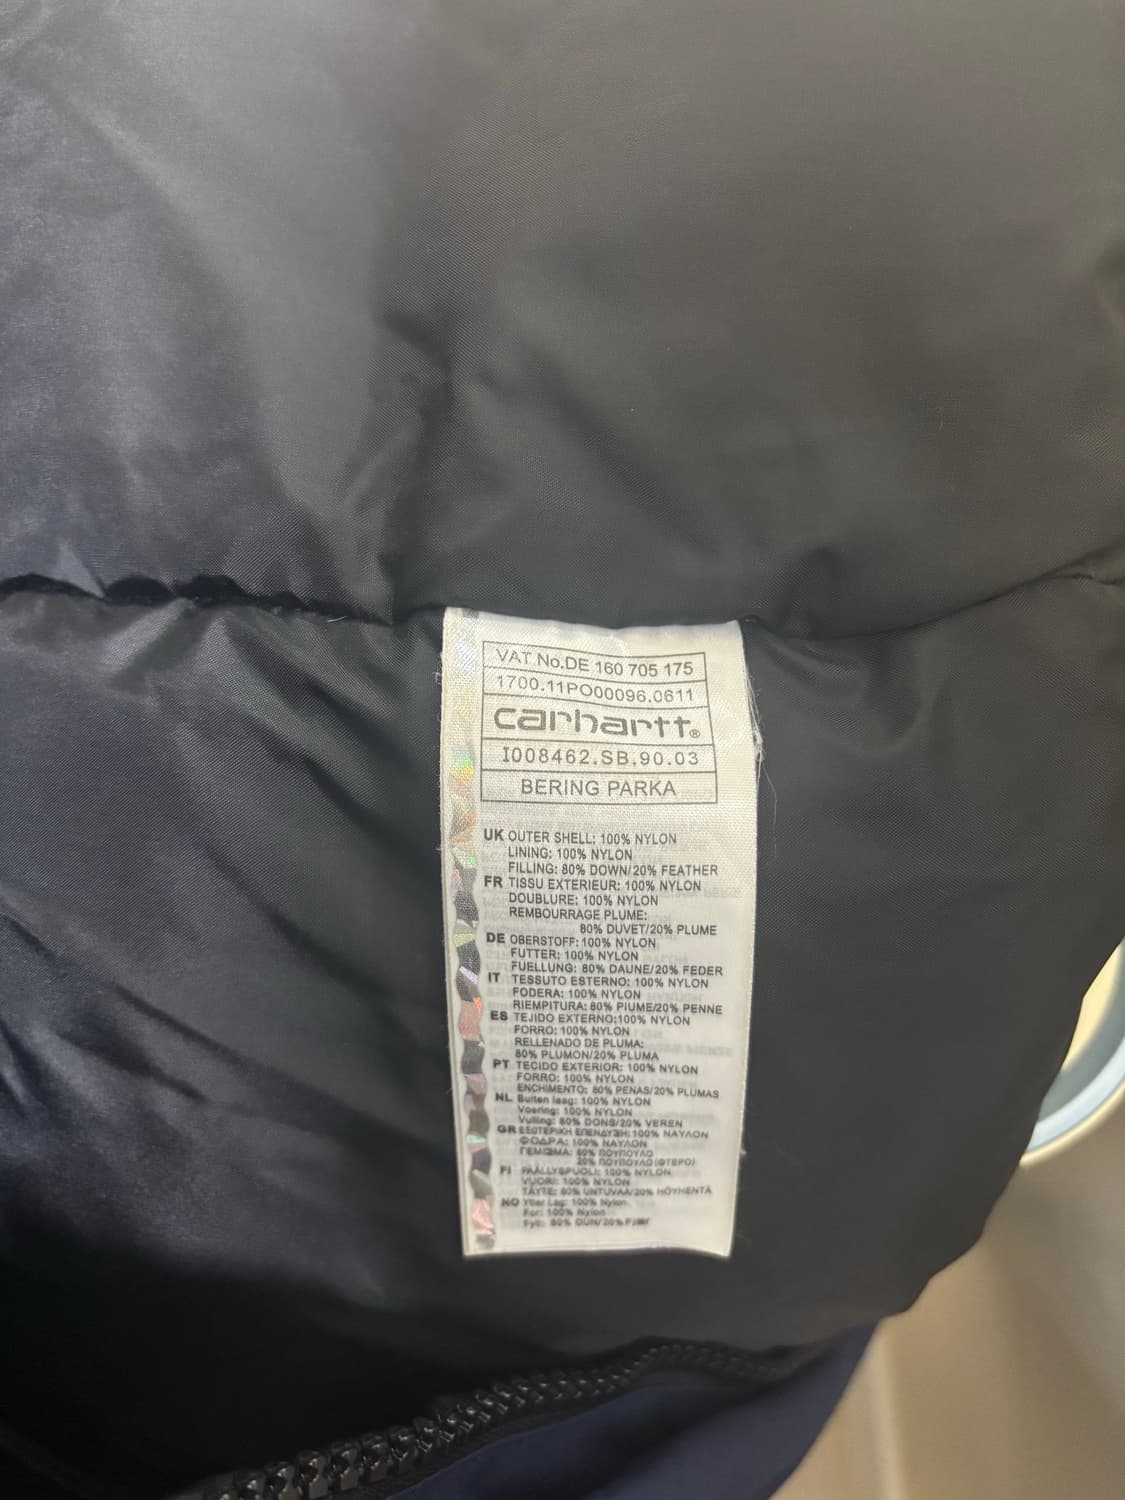 VAT No.DE 160 705 175
1700.11PO00096.0611
carhartt®
I008462.SB.90.03
BERING PARKA
UK OUTER SHELL: 100% NYLON
LINING: 100% NYLON
FILLING: 80% DOWN/20% FEATHER
FR TISSU EXTERIEUR: 100% NYLON
DOUBLURE: 100% NYLON
REMBOURRAGE PLUME:
80% DUVET/20% PLUME
DE OBERSTOFF: 100% NYLON
FUTTER: 100% NYLON
FUELLUNG: 80% DAUNE/20% FEDER
IT TESSUTO ESTERNO: 100% NYLON
FODERA: 100% NYLON
RIEMPITURA: 80% PIUME/20% PENNE
ES TEJIDO EXTERNO:100% NYLON
FORRO: 100% NYLON
RELLENADO DE PLUMA:
80% PLUMON/20% PLUMA
PT TECIDO EXTERIOR: 100% NYLON
FORRO: 100% NYLON
ENCHIMENTO: 80% PENAS/20% PLUMAS
NL Buiten laag: 100% NYLON
Voering: 100% NYLON
Vulling: 80% DONS/20% VEREN
GR ΕΞΩΤΕΡΙΚΗ ΕΠΕΝΔΥΣΗ:100% ΝΑΥΛΟΝ
ΦΟΔΡΑ: 100% ΝΑΥΛΟΝ
ΓΕΜΙΣΜΑ: 80% ΠΟΥΠΟΥΛΟ
20% ΠΟΥΠΟΥΛΟ (ΦΤΕΡΟ)
FI PÄÄLLYSPUOLI: 100% NYLON
VUORI: 100% NYLON
TÄYTE: 80% UNTUVAA/20% HÖYHENTÄ
NO Ytter Lag: 100% Nylon
For: 100% Nylon
Fyll: 80% DUN/20% Fjær